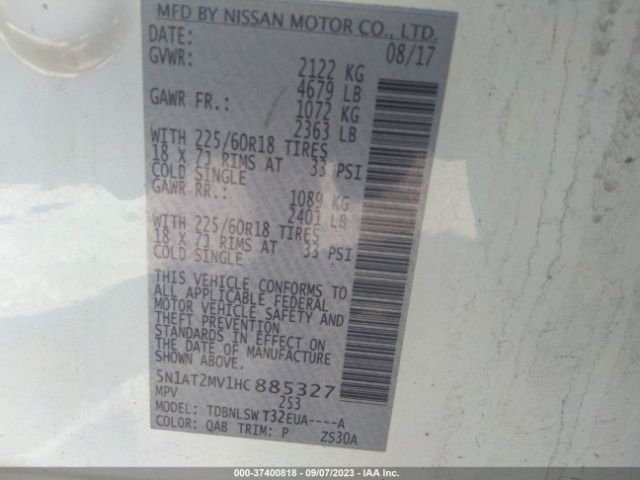 MFD BY NISSAN MOTOR CO., LTD.
DATE: 08/17
GVWR: 2122 KG
4679 LB
GAWR FR.: 1072 KG
2363 LB
WITH 225/60R18 TIRES
18 X 7J RIMS AT 33 PSI
COLD SINGLE
GAWR RR.: 1089 KG
2401 LB
WITH 225/60R18 TIRES
18 X 7J RIMS AT 33 PSI
COLD SINGLE
THIS VEHICLE CONFORMS TO
ALL APPLICABLE FEDERAL
MOTOR VEHICLE SAFETY AND
THEFT PREVENTION
STANDARDS IN EFFECT ON
THE DATE OF MANUFACTURE
SHOWN ABOVE.
5N1AT2MV1HC885327
MPV 253
MODEL: TDBNLSW T32EUA----A
COLOR: QAB TRIM: P ZS30A
000-37400818 - 09/07/2023 - IAA Inc.